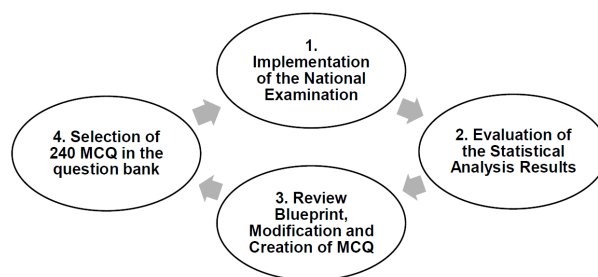 1.
Implementation
of the National
Examination
2. Evaluation of
the Statistical
Analysis Results
3. Review
Blueprint,
Modification and
Creation of MCQ
4. Selection of
240 MCQ in the
question bank